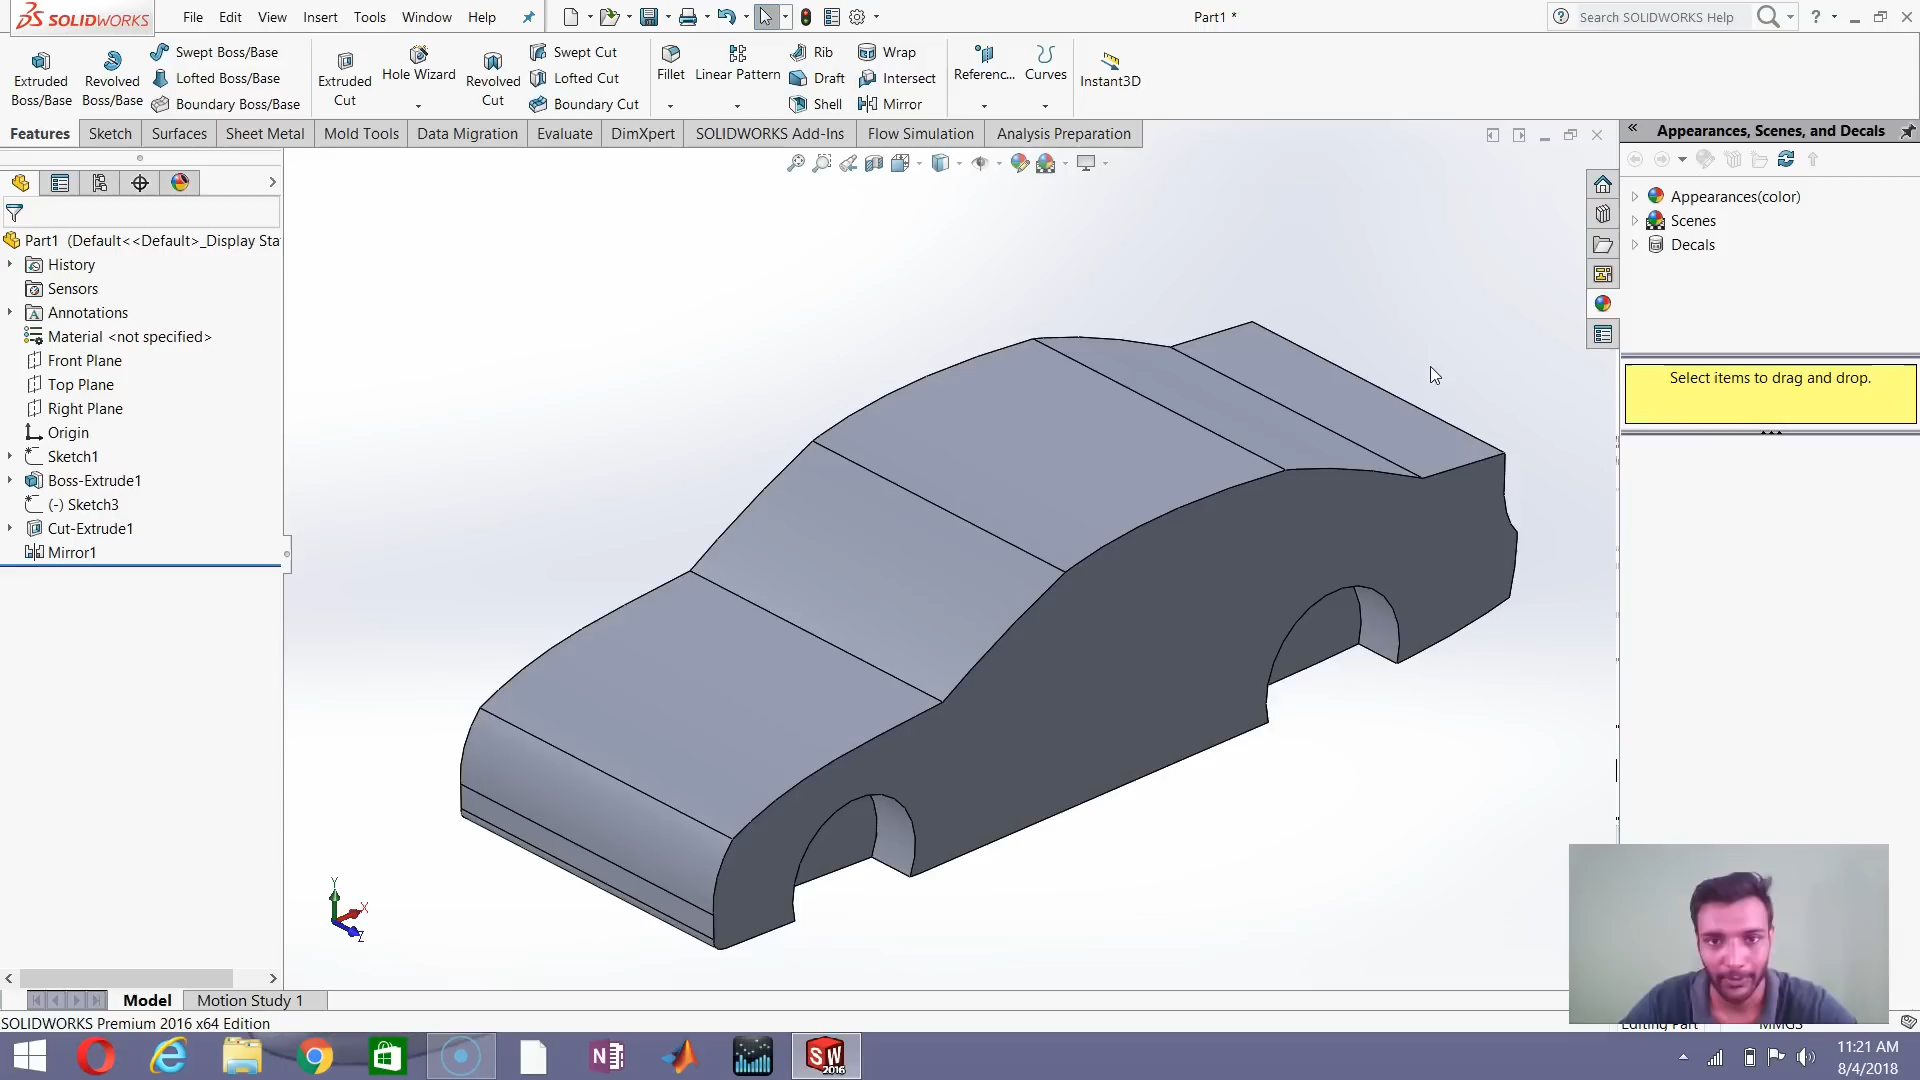 SOLIDWORKS File Edit View Insert Tools Window Help Part1 * Search SOLIDWORKS Help
Extruded Boss/Base
Revolved Boss/Base
Swept Boss/Base
Lofted Boss/Base
Boundary Boss/Base
Extruded Cut
Hole Wizard
Revolved Cut
Swept Cut
Lofted Cut
Boundary Cut
Fillet
Linear Pattern
Rib
Draft
Shell
Wrap
Intersect
Mirror
Referenc...
Curves
Instant3D
Features Sketch Surfaces Sheet Metal Mold Tools Data Migration Evaluate DimXpert SOLIDWORKS Add-Ins Flow Simulation Analysis Preparation
Part1 (Default<<Default>_Display Sta
History
Sensors
Annotations
Material <not specified>
Front Plane
Top Plane
Right Plane
Origin
Sketch1
Boss-Extrude1
(-) Sketch3
Cut-Extrude1
Mirror1
Y
X
Z
Appearances, Scenes, and Decals
Appearances(color)
Scenes
Decals
Select items to drag and drop.
Model Motion Study 1
SOLIDWORKS Premium 2016 x64 Edition Editing Part MMGS
SW 2016
11:21 AM
8/4/2018